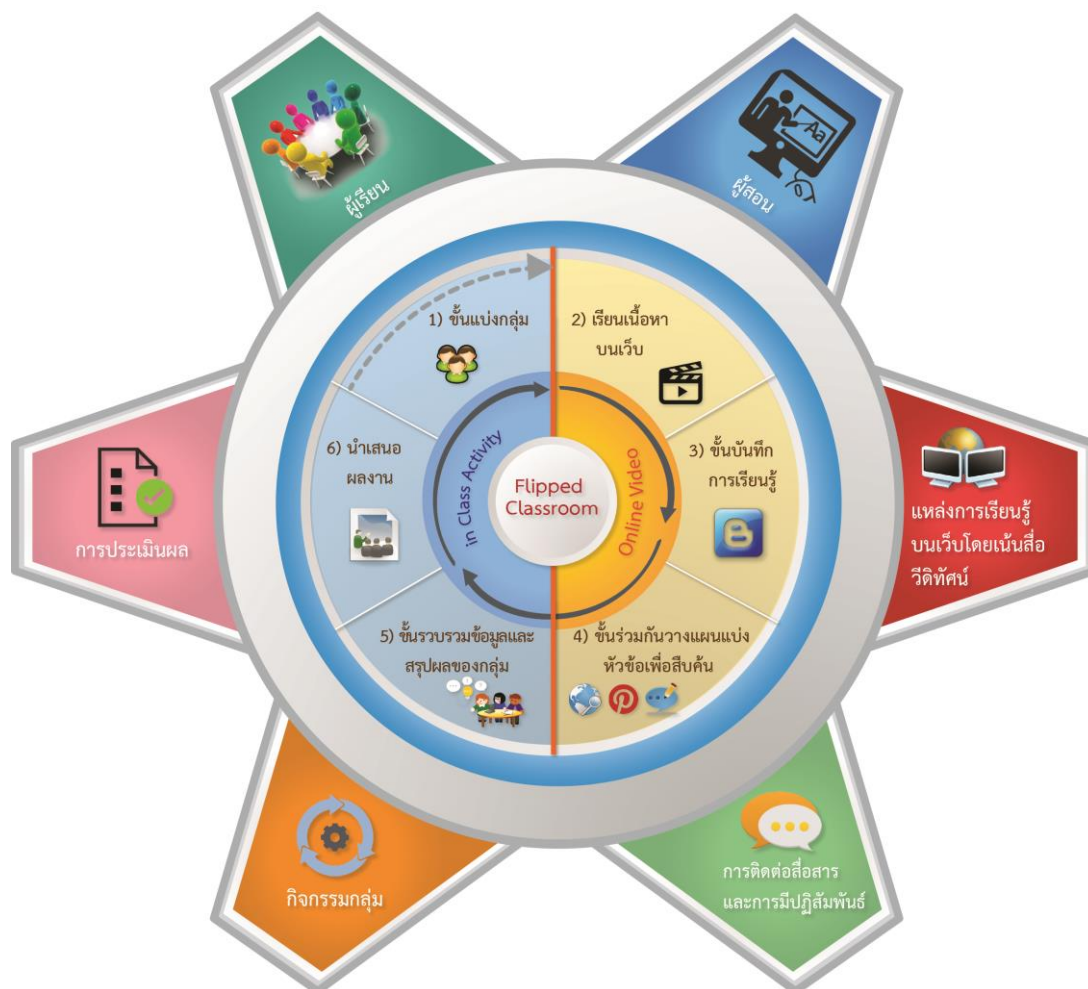 ผู้เรียน
Aa
ผู้สอน
1) ขั้นแบ่งกลุ่ม
2) เรียนเนื้อหา
บนเว็บ
3) ขั้นบันทึก
การเรียนรู้
4) ขั้นร่วมกันวางแผนแบ่ง
หัวข้อเพื่อสืบค้น
5) ขั้นรวบรวมข้อมูลและ
สรุปผลของกลุ่ม
6) นำเสนอ
ผลงาน
in Class Activity
Flipped
Classroom
Online Video
การประเมินผล
แหล่งการเรียนรู้
บนเว็บโดยเน้นสื่อ
วีดิทัศน์
กิจกรรมกลุ่ม
การติดต่อสื่อสาร
และการมีปฏิสัมพันธ์